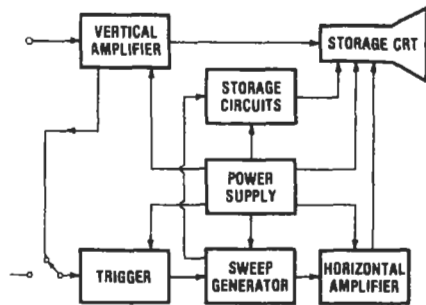 VERTICAL
AMPLIFIER
STORAGE CRT
STORAGE
CIRCUITS
POWER
SUPPLY
TRIGGER
SWEEP
GENERATOR
HORIZONTAL
AMPLIFIER